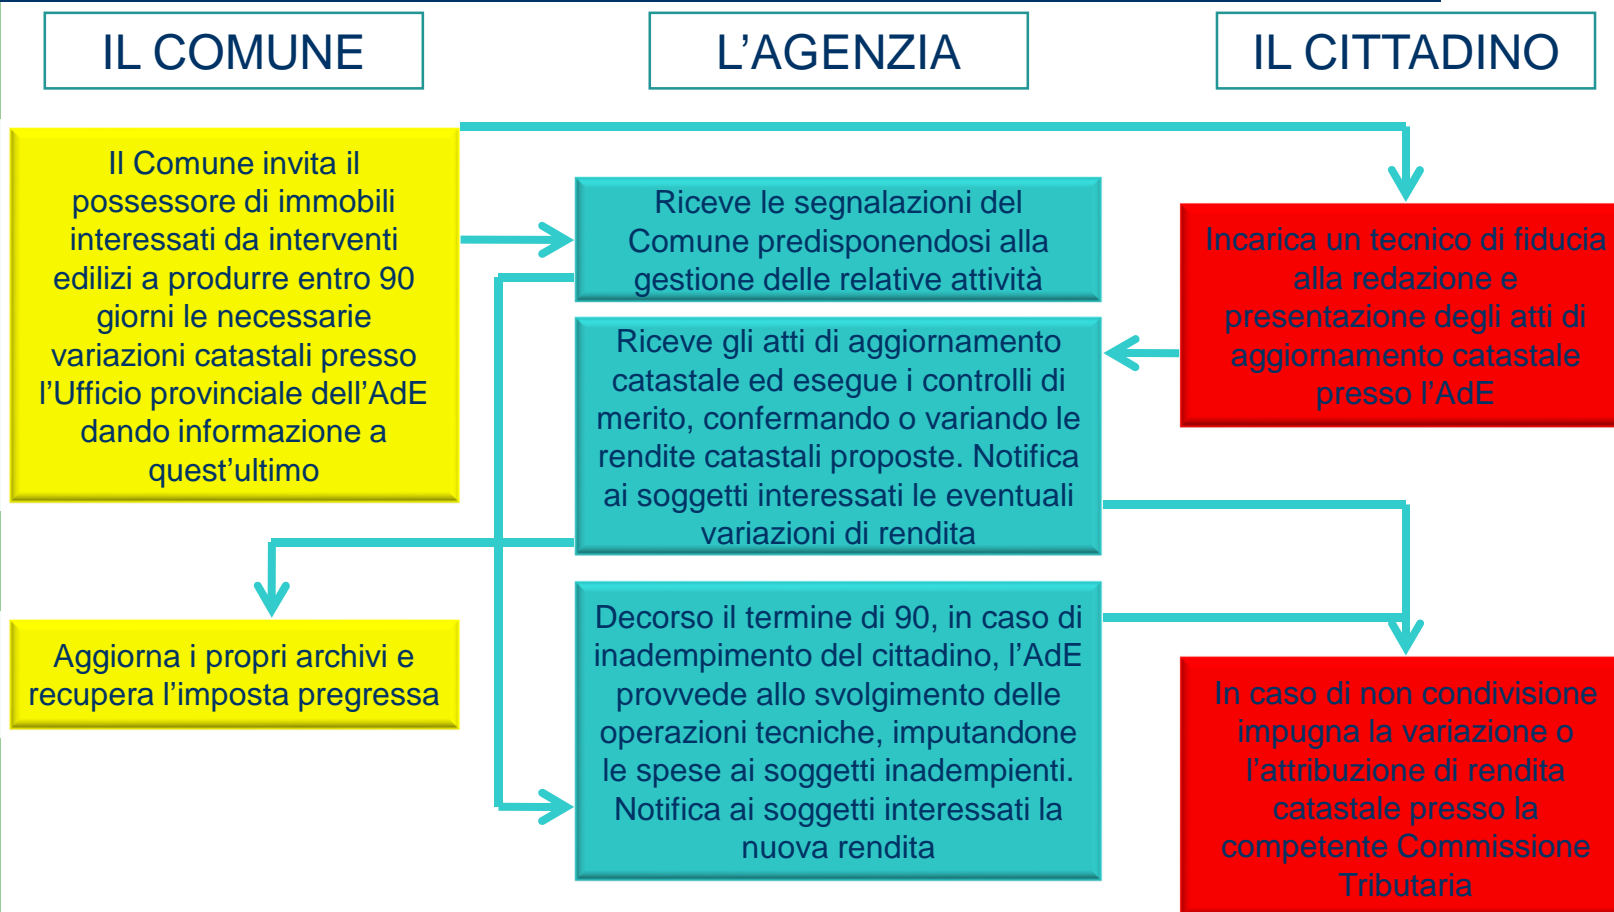 IL COMUNE
L’AGENZIA
IL CITTADINO
Il Comune invita il
possessore di immobili
interessati da interventi
edilizi a produrre entro 90
giorni le necessarie
variazioni catastali presso
l’Ufficio provinciale dell’AdE
dando informazione a
quest’ultimo
Riceve le segnalazioni del
Comune predisponendosi alla
gestione delle relative attività
Incarica un tecnico di fiducia
alla redazione e
presentazione degli atti di
aggiornamento catastale
presso l’AdE
Riceve gli atti di aggiornamento
catastale ed esegue i controlli di
merito, confermando o variando le
rendite catastali proposte. Notifica
ai soggetti interessati le eventuali
variazioni di rendita
Aggiorna i propri archivi e
recupera l’imposta pregressa
Decorso il termine di 90, in caso di
inadempimento del cittadino, l’AdE
provvede allo svolgimento delle
operazioni tecniche, imputandone
le spese ai soggetti inadempienti.
Notifica ai soggetti interessati la
nuova rendita
In caso di non condivisione
impugna la variazione o
l’attribuzione di rendita
catastale presso la
competente Commissione
Tributaria